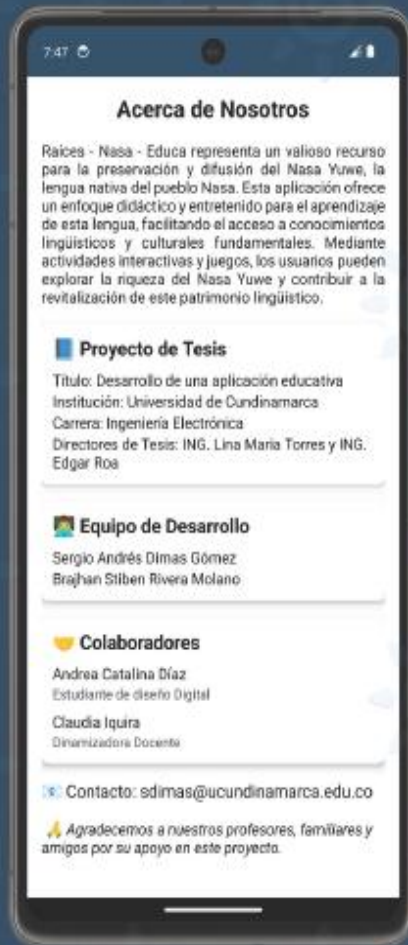 7:47
Acerca de Nosotros
Raíces - Nasa - Educa representa un valioso recurso
para la preservación y difusión del Nasa Yuwe, la
lengua nativa del pueblo Nasa. Esta aplicación ofrece
un enfoque didáctico y entretenido para el aprendizaje
de esta lengua, facilitando el acceso a conocimientos
lingüísticos y culturales fundamentales. Mediante
actividades interactivas y juegos, los usuarios pueden
explorar la riqueza del Nasa Yuwe y contribuir a la
revitalización de este patrimonio lingüístico.
Proyecto de Tesis
Título: Desarrollo de una aplicación educativa
Institución: Universidad de Cundinamarca
Carrera: Ingeniería Electrónica
Directores de Tesis: ING. Lina Maria Torres y ING.
Edgar Roa
Equipo de Desarrollo
Sergio Andrés Dimas Gómez
Brajhan Stiben Rivera Molano
Colaboradores
Andrea Catalina Díaz
Estudiante de diseño Digital
Claudia Iquira
Dinamizadora Docente
Contacto: sdimas@ucundinamarca.edu.co
Agradecemos a nuestros profesores, familiares y
amigos por su apoyo en este proyecto.